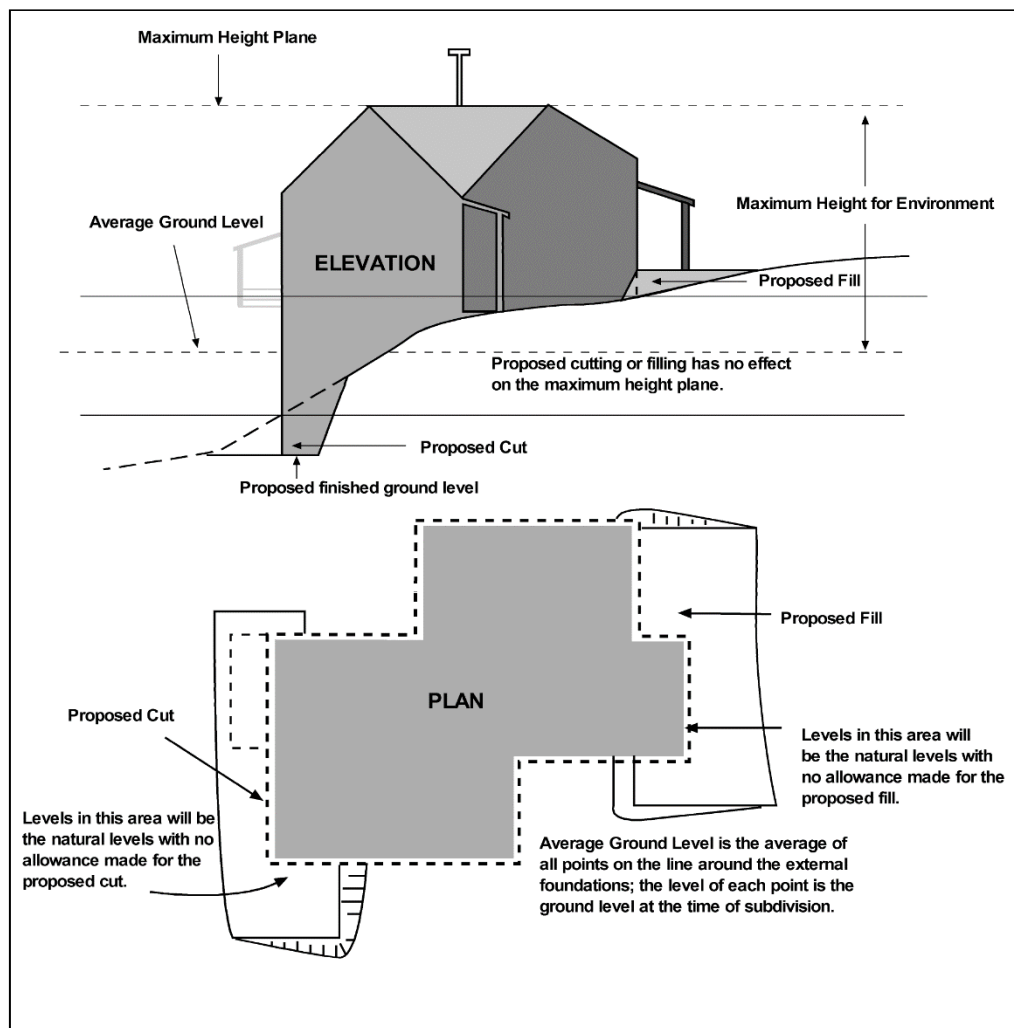 Maximum Height Plane
Average Ground Level
Maximum Height for Environment
ELEVATION
Proposed Fill
Proposed cutting or filling has no effect
on the maximum height plane.
Proposed Cut
Proposed finished ground level
Proposed Fill
PLAN
Proposed Cut
Levels in this area will
be the natural levels with
no allowance made for the
proposed fill.
Levels in this area will be
the natural levels with no
allowance made for the
proposed cut.
Average Ground Level is the average of
all points on the line around the external
foundations; the level of each point is the
ground level at the time of subdivision.